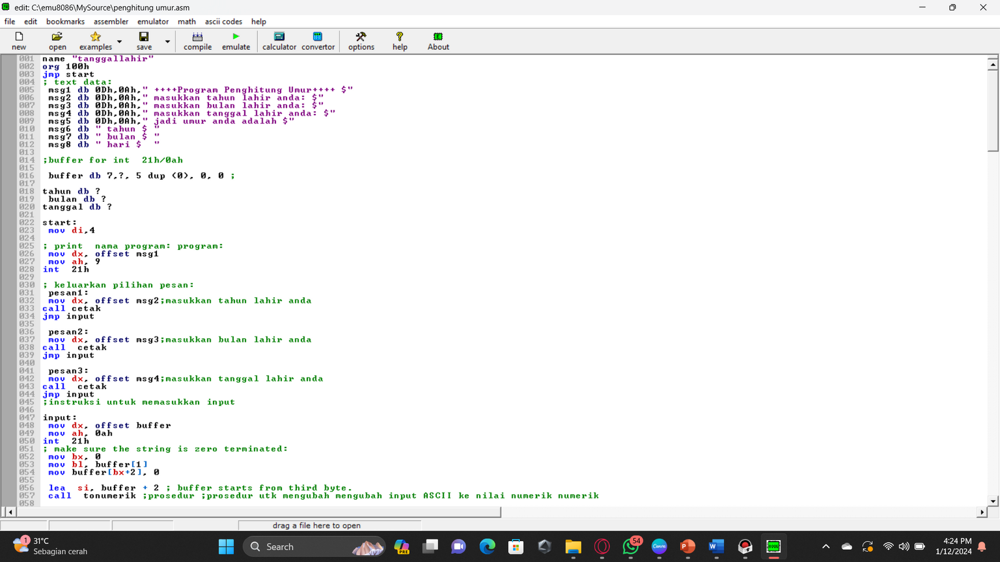 edit: C:\emu8086\MySource\penghitung umur.asm
file edit bookmarks assembler emulator math ascii codes help
new open examples save compile emulate calculator convertor options help About
001 name "tanggallahir"
002 org 100h
003 jmp start
004 ; text data:
005 msg1 db 0Dh,0Ah," ++++Program Penghitung Umur++++ $"
006 msg2 db 0Dh,0Ah," masukkan tahun lahir anda: $"
007 msg3 db 0Dh,0Ah," masukkan bulan lahir anda: $"
008 msg4 db 0Dh,0Ah," masukkan tanggal lahir anda: $"
009 msg5 db 0Dh,0Ah," jadi umur anda adalah $"
010 msg6 db " tahun $ "
011 msg7 db " bulan $ "
012 msg8 db " hari $  "
013
014 ;buffer for int  21h/0ah
015
016 buffer db 7,?, 5 dup (0), 0, 0 ;
017
018 tahun db ?
019 bulan db ?
020 tanggal db ?
021
022 start:
023 mov di,4
024
025 ; print  nama program: program:
026 mov dx, offset msg1
027 mov ah, 9
028 int  21h
029
030 ; keluarkan pilihan pesan:
031 pesan1:
032 mov dx, offset msg2;masukkan tahun lahir anda
033 call cetak
034 jmp input
035
036 pesan2:
037 mov dx, offset msg3;masukkan bulan lahir anda
038 call  cetak
039 jmp input
040
041 pesan3:
042 mov dx, offset msg4;masukkan tanggal lahir anda
043 call  cetak
044 jmp input
045 ;instruksi untuk memasukkan input
046
047 input:
048 mov dx, offset buffer
049 mov ah, 0ah
050 int  21h
051 ; make sure the string is zero terminated:
052 mov bx, 0
053 mov bl, buffer[1]
054 mov buffer[bx+2], 0
055
056 lea  si, buffer + 2 ; buffer starts from third byte.
057 call  tonumerik ;prosedur ;prosedur utk mengubah mengubah input ASCII ke nilai numerik numerik
058
drag a file here to open
1 31°C
Sebagian cerah
Search
PRE
54
Canva
P
W
8086
4:24 PM
1/12/2024